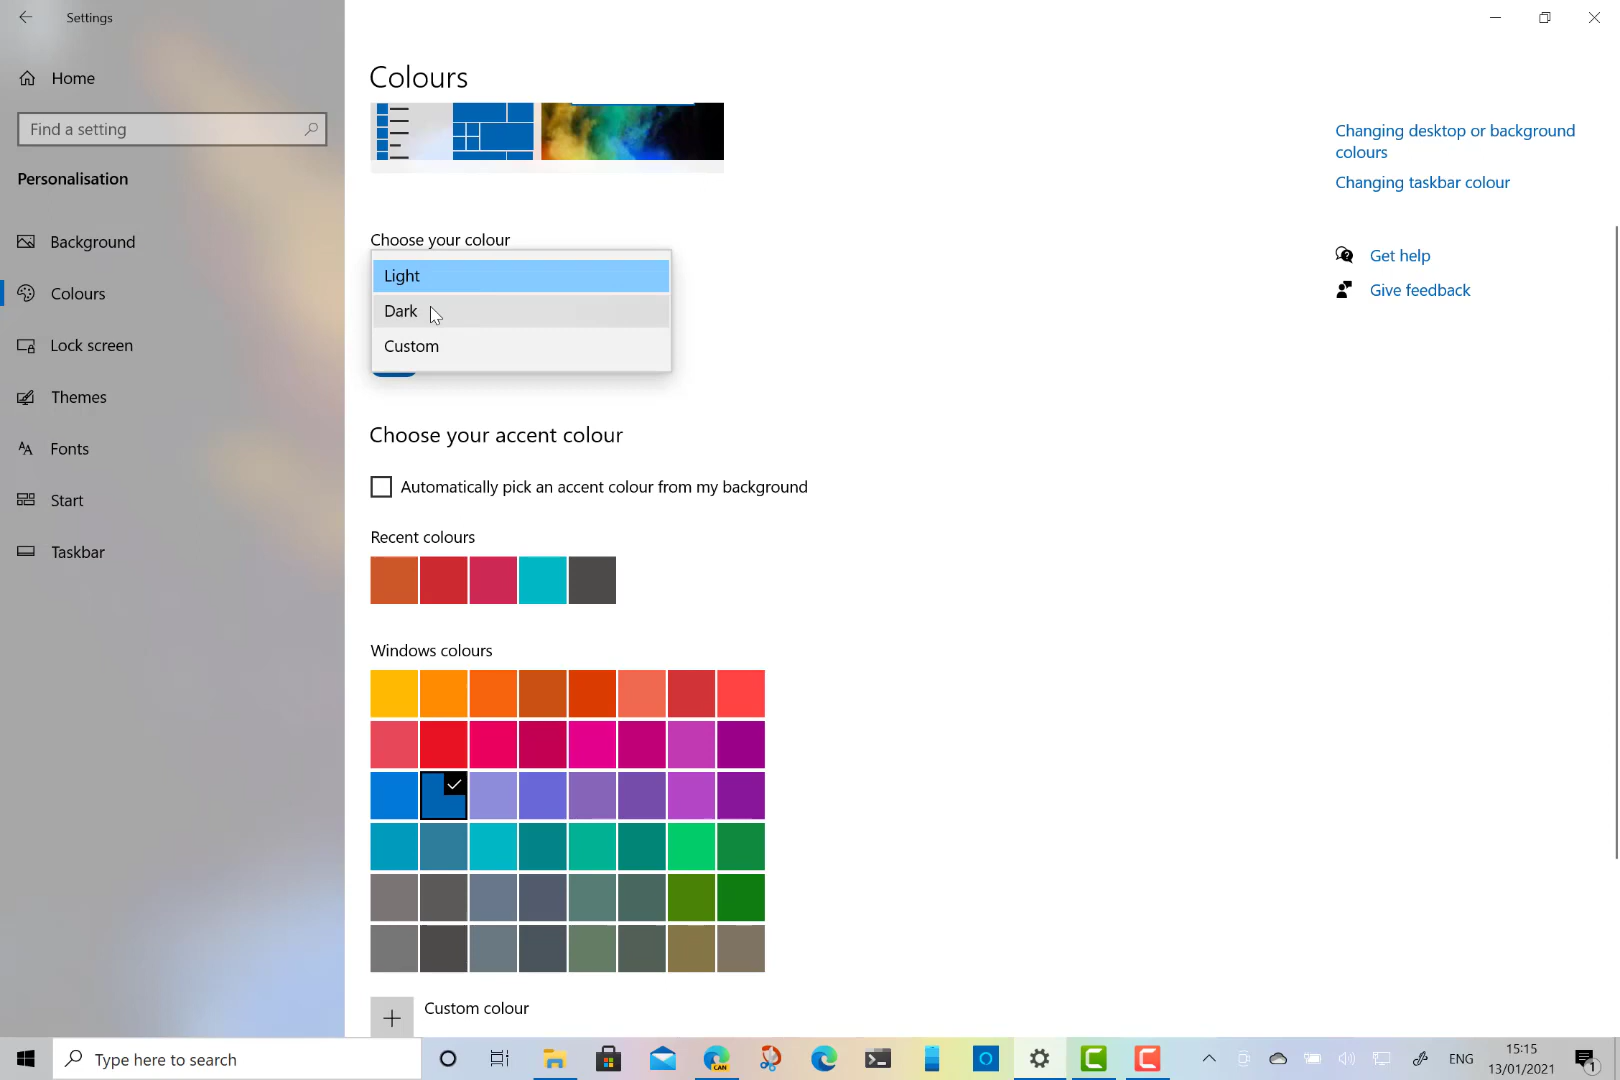 Settings
Home
Find a setting
Personalisation
Background
Colours
Lock screen
Themes
Fonts
Start
Taskbar
Colours
Choose your colour
Light
Dark
Custom
Choose your accent colour
Automatically pick an accent colour from my background
Recent colours
Windows colours
Custom colour
Changing desktop or background
colours
Changing taskbar colour
Get help
Give feedback
Type here to search
CAN
ENG
15:15
13/01/2021
1